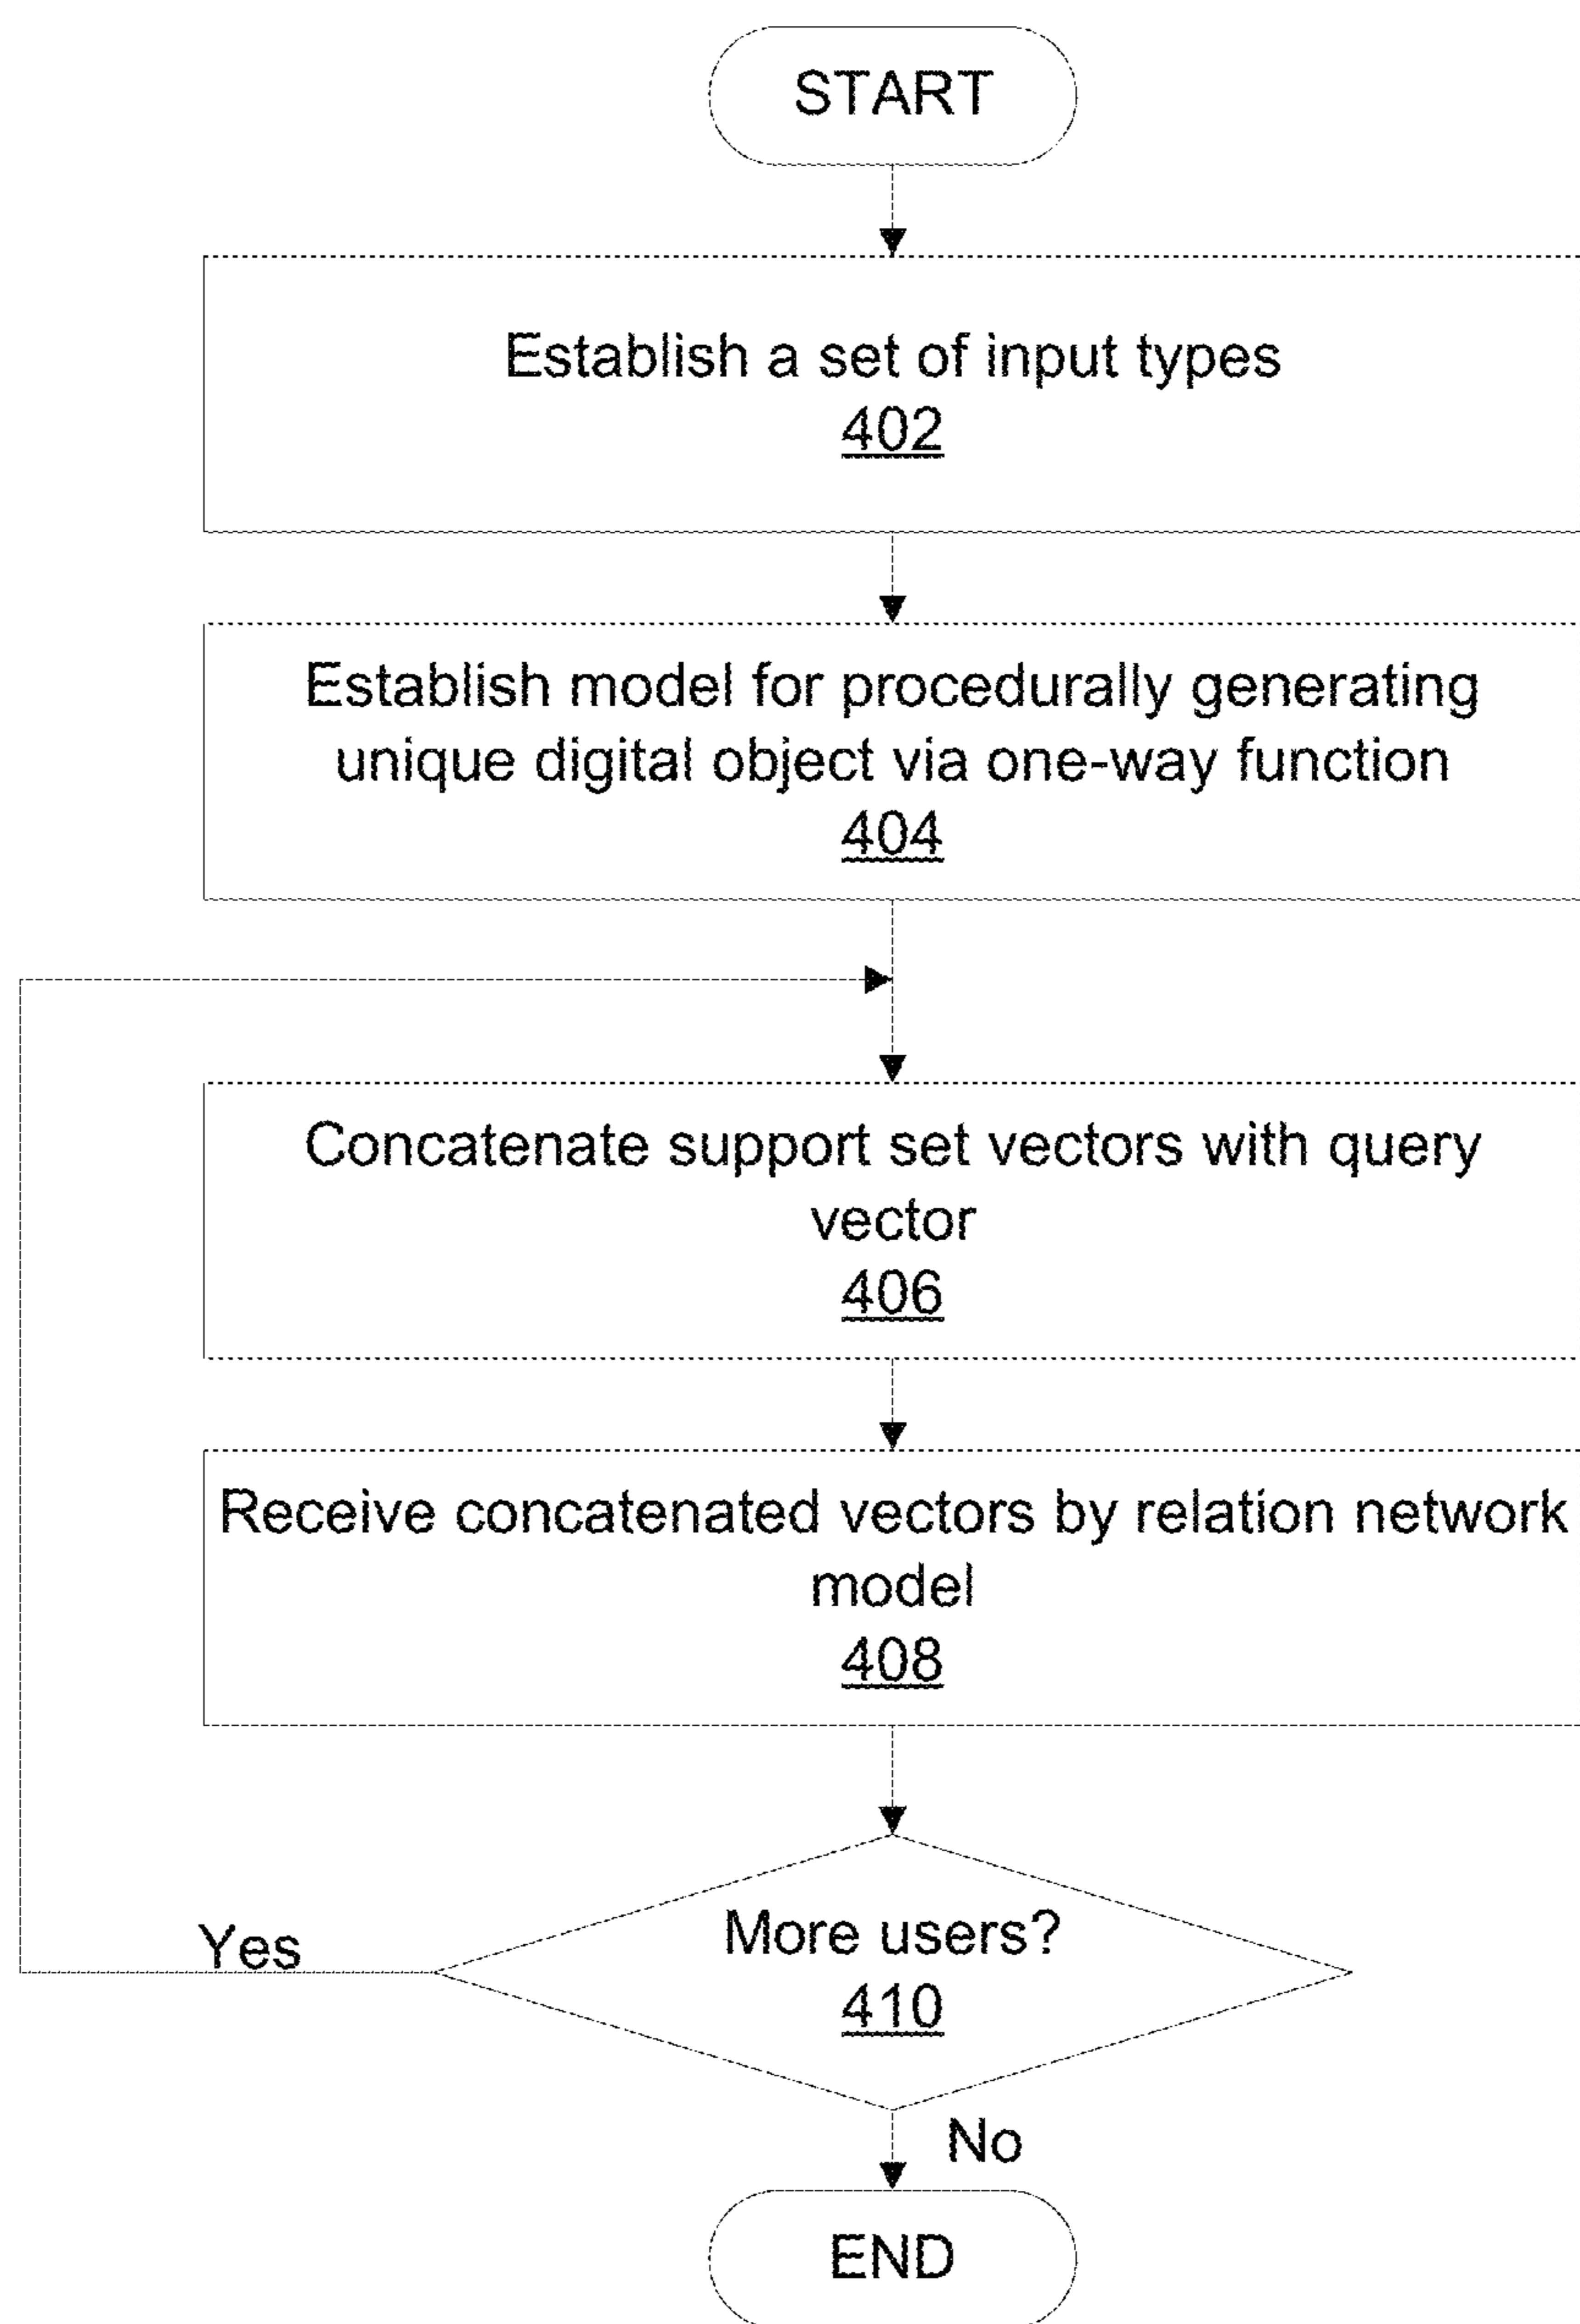 START
Establish a set of input types
402
Establish model for procedurally generating
unique digital object via one-way function
404
Concatenate support set vectors with query
vector
406
Receive concatenated vectors by relation network
model
408
More users?
410
Yes
No
END